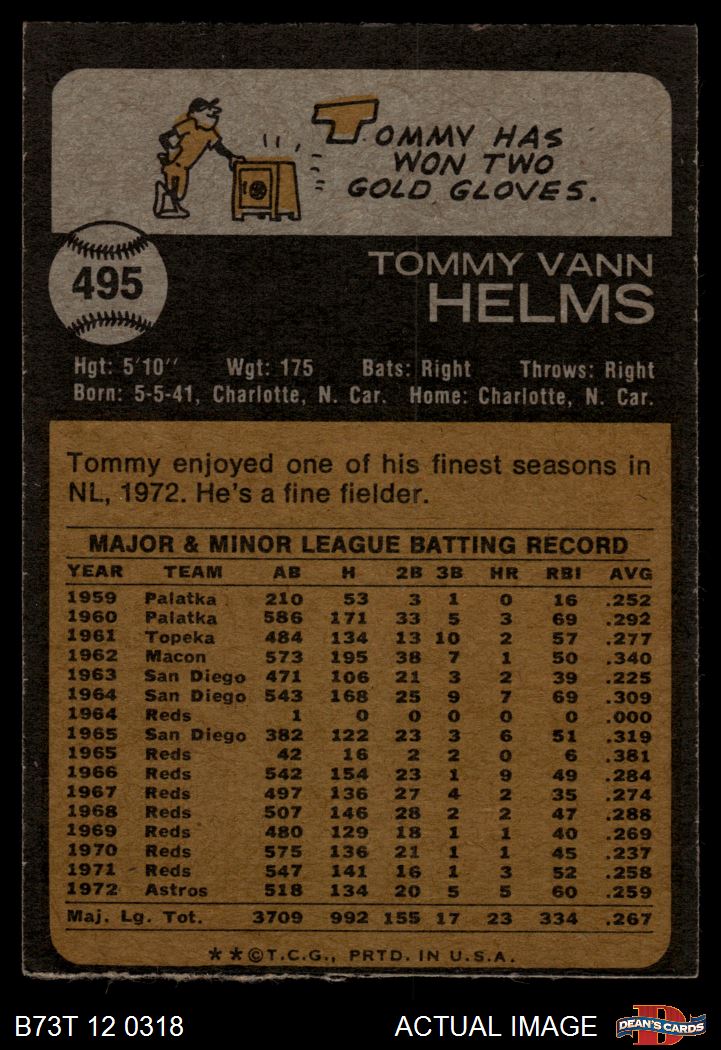 TOMMY HAS
WON TWO
GOLD GLOVES.
495
TOMMY VANN
HELMS
Hgt: 5'10" Wgt: 175 Bats: Right Throws: Right
Born: 5-5-41, Charlotte, N. Car. Home: Charlotte, N. Car.
Tommy enjoyed one of his finest seasons in
NL, 1972. He's a fine fielder.
MAJOR & MINOR LEAGUE BATTING RECORD
YEAR TEAM AB H 2B 3B HR RBI AVG
1959 Palatka 210 53 3 1 0 16 .252
1960 Palatka 586 171 33 5 3 69 .292
1961 Topeka 484 134 13 10 2 57 .277
1962 Macon 573 195 38 7 1 50 .340
1963 San Diego 471 106 21 3 2 39 .225
1964 San Diego 543 168 25 9 7 69 .309
1964 Reds 1 0 0 0 0 0 .000
1965 San Diego 382 122 23 3 6 51 .319
1965 Reds 42 16 2 2 0 6 .381
1966 Reds 542 154 23 1 9 49 .284
1967 Reds 497 136 27 4 2 35 .274
1968 Reds 507 146 28 2 2 47 .288
1969 Reds 480 129 18 1 1 40 .269
1970 Reds 575 136 21 1 1 45 .237
1971 Reds 547 141 16 1 3 52 .258
1972 Astros 518 134 20 5 5 60 .259
Maj. Lg. Tot. 3709 992 155 17 23 334 .267
**©T.C.G., PRTD. IN U.S.A.
B73T 12 0318 ACTUAL IMAGE D DEAN'S CARDS